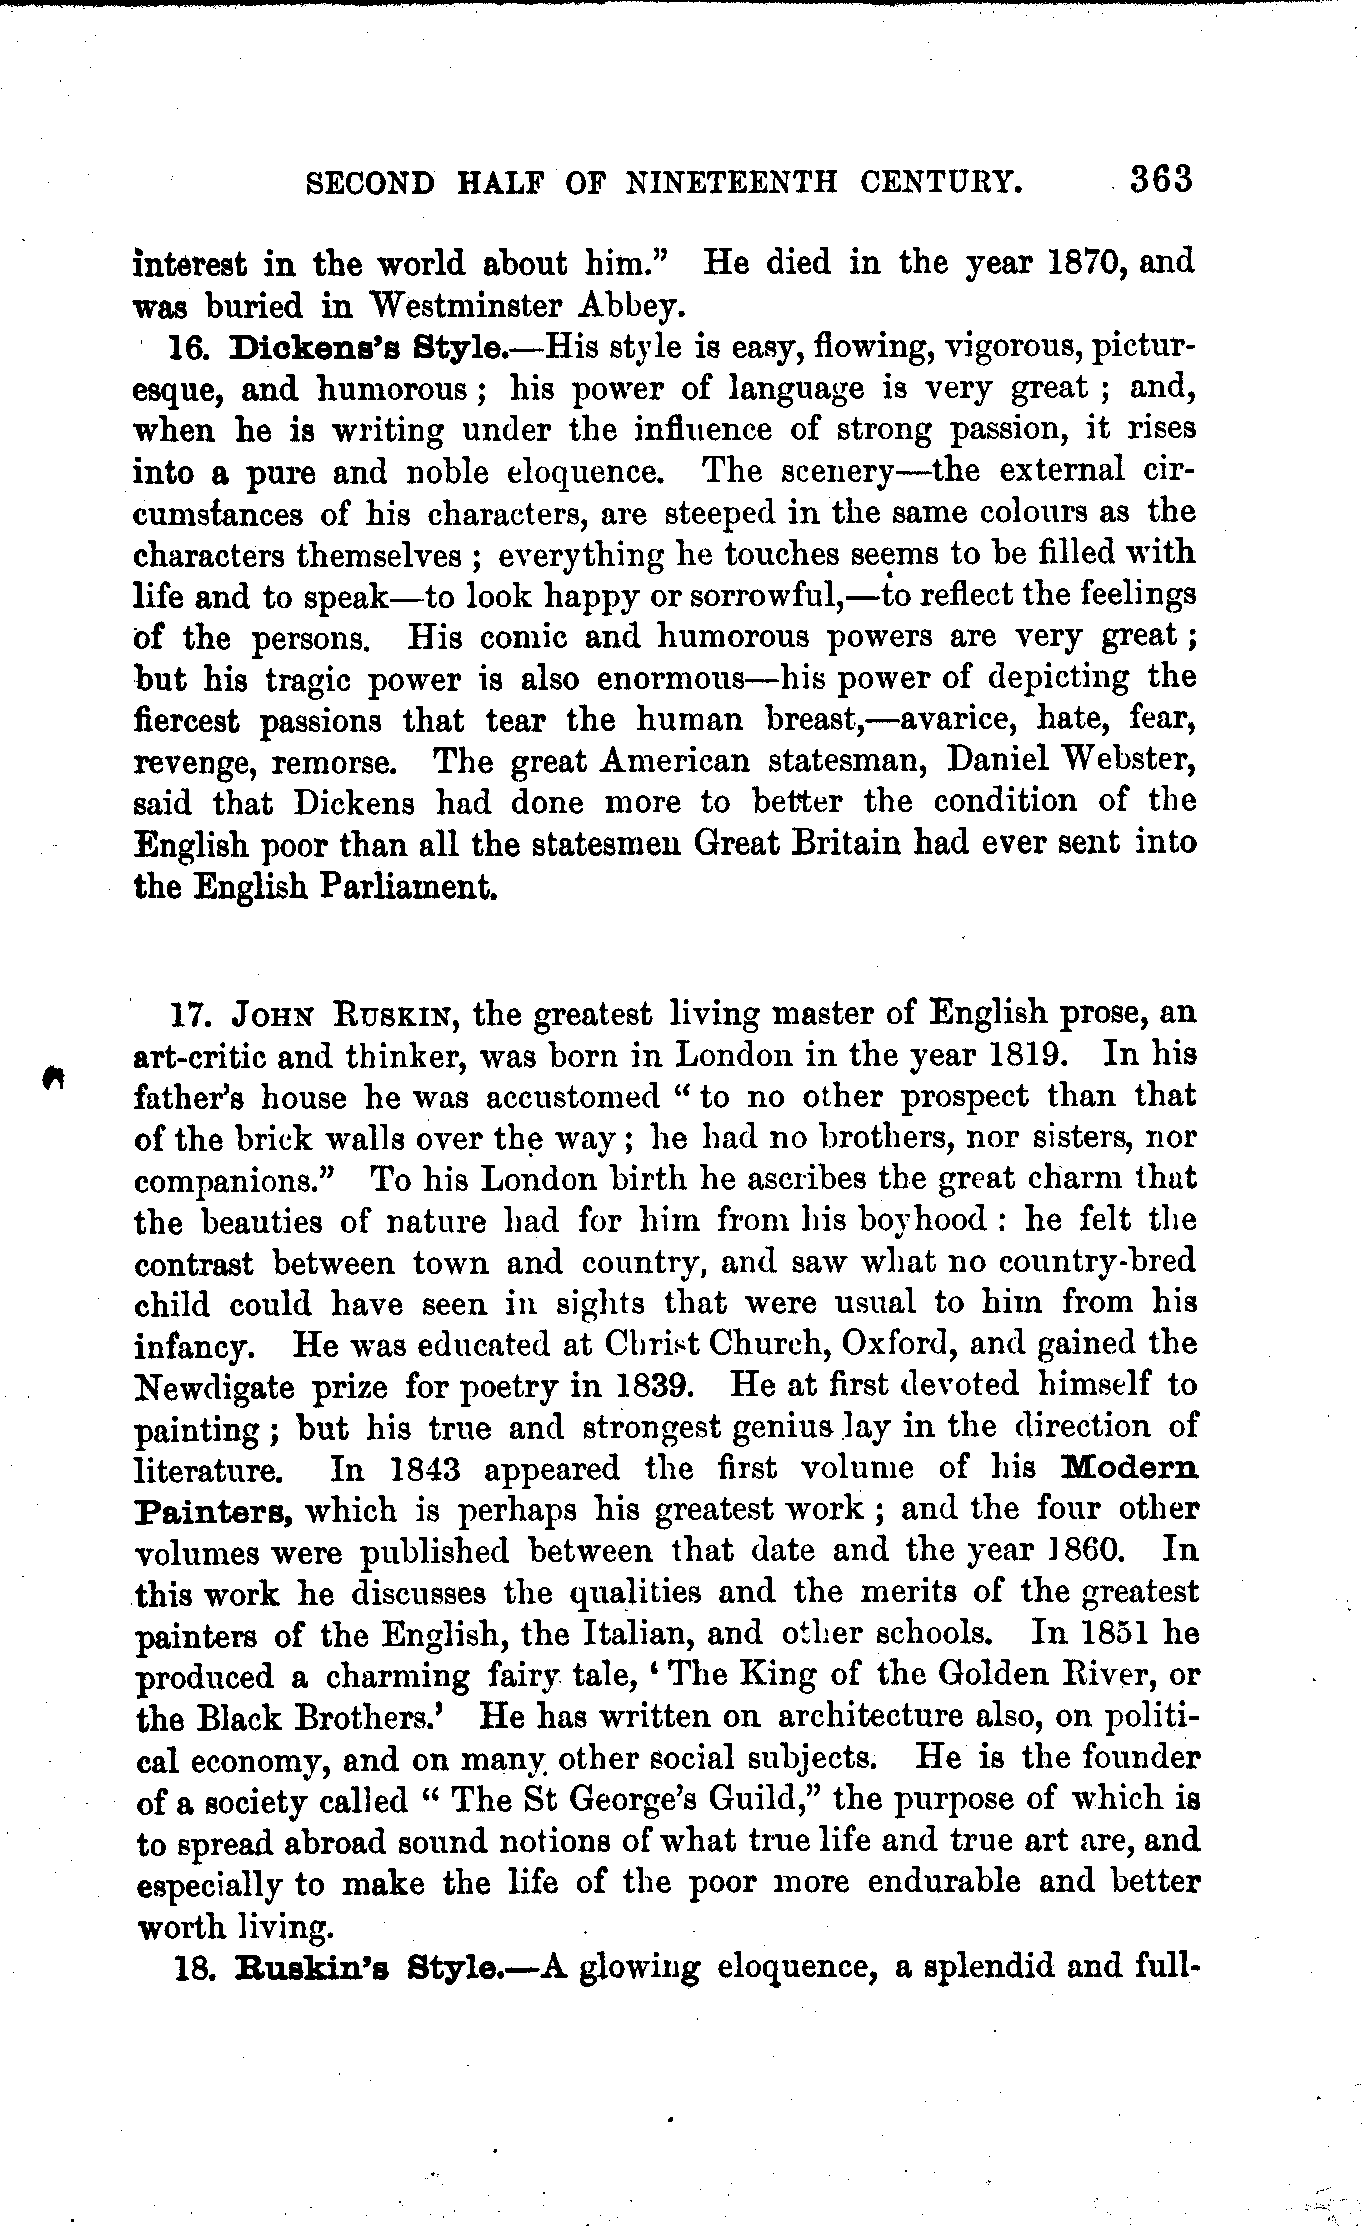 SECOND HALF OF NINETEENTH CENTURY. 363
interest in the world about him.” He died in the year 1870, and
was buried in Westminster Abbey.
16. Dickens’s Style.—His style is easy, flowing, vigorous, pictur-
esque, and humorous ; his power of language is very great ; and,
when he is writing under the influence of strong passion, it rises
into a pure and noble eloquence. The scenery—the external cir-
cumstances of his characters, are steeped in the same colours as the
characters themselves ; everything he touches seems to be filled with
life and to speak—to look happy or sorrowful,—to reflect the feelings
of the persons. His comic and humorous powers are very great ;
but his tragic power is also enormous—his power of depicting the
fiercest passions that tear the human breast,—avarice, hate, fear,
revenge, remorse. The great American statesman, Daniel Webster,
said that Dickens had done more to better the condition of the
English poor than all the statesmen Great Britain had ever sent into
the English Parliament.
17. JOHN RUSKIN, the greatest living master of English prose, an
art-critic and thinker, was born in London in the year 1819. In his
father’s house he was accustomed “ to no other prospect than that
of the brick walls over the way ; he had no brothers, nor sisters, nor
companions.” To his London birth he ascribes the great charm that
the beauties of nature had for him from his boyhood : he felt the
contrast between town and country, and saw what no country-bred
child could have seen in sights that were usual to him from his
infancy. He was educated at Christ Church, Oxford, and gained the
Newdigate prize for poetry in 1839. He at first devoted himself to
painting ; but his true and strongest genius lay in the direction of
literature. In 1843 appeared the first volume of his Modern
Painters, which is perhaps his greatest work ; and the four other
volumes were published between that date and the year 1860. In
this work he discusses the qualities and the merits of the greatest
painters of the English, the Italian, and other schools. In 1851 he
produced a charming fairy tale, ‘ The King of the Golden River, or
the Black Brothers.’ He has written on architecture also, on politi-
cal economy, and on many other social subjects. He is the founder
of a society called “ The St George’s Guild,” the purpose of which is
to spread abroad sound notions of what true life and true art are, and
especially to make the life of the poor more endurable and better
worth living.
18. Ruskin’s Style.—A glowing eloquence, a splendid and full-